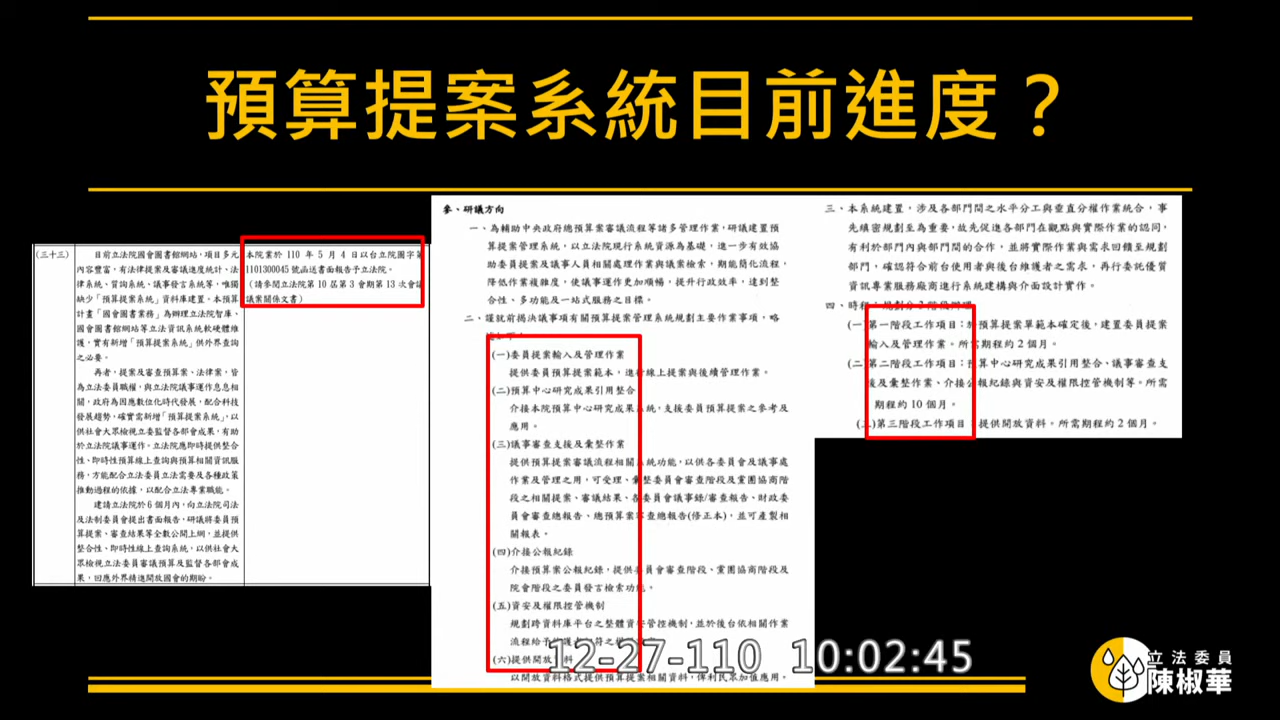 預算提案系統目前進度？
(三十三)
目前立法院國會圖書館網站，項目多元
內容豐富，有法律提案及審議進度統計、法
律系統、質詢系統、議事發言系統等，唯獨
缺少「預算提案系統」資料庫建置，本預算
計畫「國會圖書業務」為辦理立法院智庫、
國會圖書館網站等立法資訊系統軟硬體維
護，實有新增「預算提案系統」供外界查詢
之必要。
再者，提案及審查預算案、法律案，皆
為立法委員職權，與立法院議事運作息息相
關，政府為因應數位化時代發展，配合科技
發展趨勢，確實需新增「預算提案系統」，以
供社會大眾檢視立委監督各部會成果，有助
於立法院議事運作。立法院應即時提供整合
性、即時性預算線上查詢與預算相關資訊服
務，方能配合立法委員立法需要及各種政策
推動過程的依據，以配合立法專業職能。
建請立法院於6個月內，向立法院司法
及法制委員會提出書面報告，研議將委員預
算提案、審查結果等全數公開上網，並提供
整合性、即時性線上查詢系統，以供社會大
眾檢視立法委員審議預算及監督各部會成
果，回應外界精進開放國會的期盼。
本院業於 110 年 5 月 4 日以台立院圖字第
1101300045 號函送書面報告予立法院。
(請參閱立法院第 10 屆第 3 會期第 13 次會議
議案關係文書)
參、研議方向
一、為輔助中央政府總預算案審議流程等諸多管理作業，研議建置預
算提案管理系統，以立法院現行系統資源為基礎，進一步有效協
助委員提案及議事人員相關處理作業與議案檢索，期能簡化流程，
降低作業複雜度，使議事運作更加順暢，提升行政效率，達到整
合性、多功能及一站式服務之目標。
二、謹就前揭決議事項有關預算提案管理系統規劃主要作業事項，略
(一)委員提案輸入及管理作業
提供委員預算提案範本，進行線上提案與後續管理作業。
(二)預算中心研究成果引用整合
介接本院預算中心研究成果系統，支援委員預算提案之參考及
應用。
(三)議事審查支援及彙整作業
提供預算提案審議流程相關系統功能，以供各委員會及議事處
作業及管理之用，可受理、彙整委員會審查階段及黨團協商階
段之相關提案、審議結果、各委員會議事錄/審查報告、財政委
員會審查總報告、總預算案審查總報告(修正本)，並可產製相
關報表。
(四)介接公報紀錄
介接預算案公報紀錄，提供委員會審查階段、黨團協商階段及
院會階段之委員發言檢索功能。
(五)資安及權限控管機制
規劃跨資料庫平台之整體資安管控機制，並於後台依相關作業
流程給予
(六)提供開放資料
以開放資料格式提供預算提案相關資料，俾利民眾加值應用。
三、本系統建置，涉及各部門間之水平分工與垂直分權作業統合，事
先縝密規劃至為重要，故先促進各部門在觀點與實際作業的認同，
有利於部門內與部門間的合作，並將實際作業與需求回饋至規劃
部門，確認符合前台使用者與後台維護者之需求，再行委託優質
資訊專業服務廠商進行系統建構與介面設計實作。
四、時程：規劃分3階段辦理
(一)第一階段工作項目：於預算提案單範本確定後，建置委員提案
輸入及管理作業。所需期程約 2 個月。
(二)第二階段工作項目：預算中心研究成果引用整合、議事審查支
援及彙整作業、介接公報紀錄與資安及權限控管機制等。所需
期程約 10 個月。
(三)第三階段工作項目：提供開放資料。所需期程約 2 個月。
12-27-110 10:02:45
立法委員
陳椒華